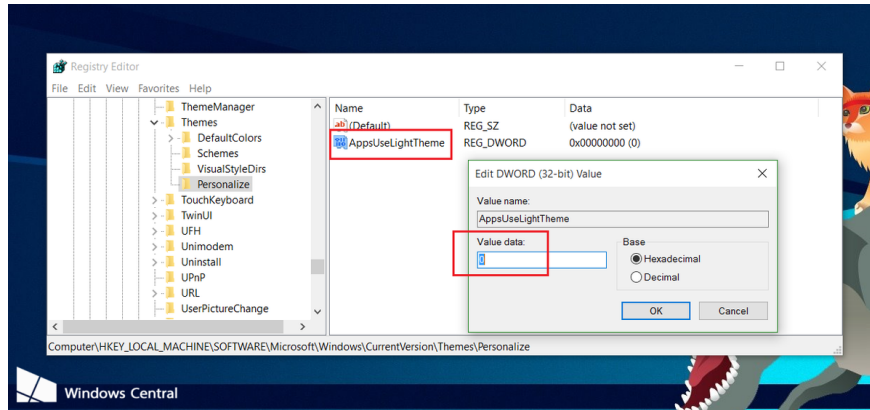 Registry Editor
File Edit View Favorites Help
ThemeManager
Themes
DefaultColors
Schemes
VisualStyleDirs
Personalize
TouchKeyboard
TwinUI
UFH
Unimodem
Uninstall
UPnP
URL
UserPictureChange
Name Type Data
ab (Default) REG_SZ (value not set)
AppsUseLightTheme REG_DWORD 0x00000000 (0)
Edit DWORD (32-bit) Value
Value name:
AppsUseLightTheme
Value data: Base
0 Hexadecimal
Decimal
OK Cancel
Computer\HKEY_LOCAL_MACHINE\SOFTWARE\Microsoft\Windows\CurrentVersion\Themes\Personalize
Windows Central